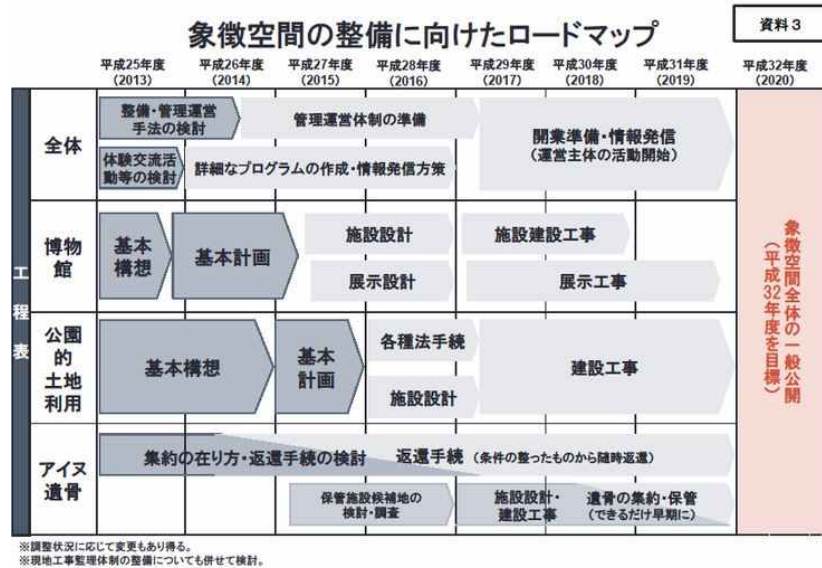 象徴空間の整備に向けたロードマップ
資料3
平成25年度
(2013)
平成26年度
(2014)
平成27年度
(2015)
平成28年度
(2016)
平成29年度
(2017)
平成30年度
(2018)
平成31年度
(2019)
平成32年度
(2020)
工程表
全体
整備・管理運営
手法の検討
管理運営体制の準備
体験交流活
動等の検討
詳細なプログラムの作成・情報発信方策
開業準備・情報発信
(運営主体の活動開始)
博物
館
基本
構想
基本計画
施設設計
展示設計
施設建設工事
展示工事
公園
的
土地
利用
基本構想
基本
計画
各種法手続
施設設計
建設工事
アイヌ
遺骨
集約の在り方・返還手続の検討
返還手続(条件の整ったものから随時返還)
保管施設候補地の
検討・調査
施設設計・
建設工事
遺骨の集約・保管
(できるだけ早期に)
象徴空間全体の一般公開
(平成32年度を目標)
※調整状況に応じて変更もあり得る。
※現地工事監理体制の整備についても併せて検討。